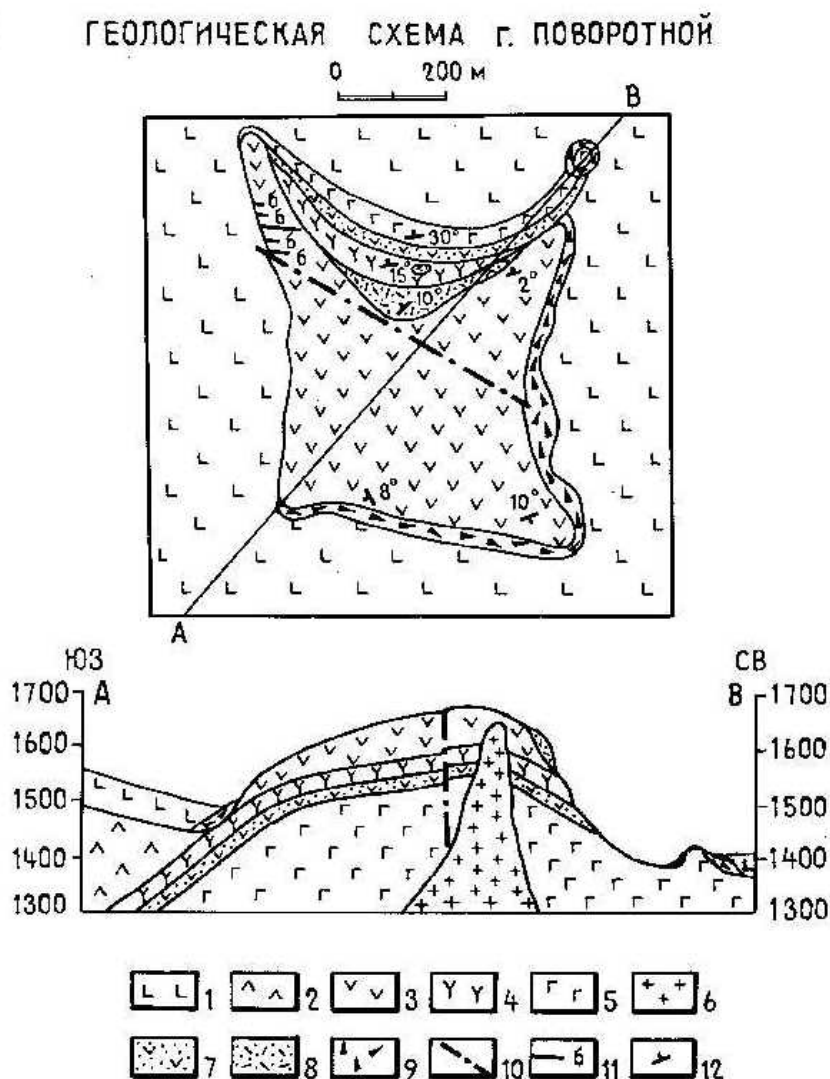 ГЕОЛОГИЧЕСКАЯ СХЕМА г. ПОВОРОТНОЙ
0 200 м
В
б
б
б
б
30°
15
10°
2°
8°
10°
А
ЮЗ СВ
1700 А В 1700
1600 1600
1500 1500
1400 1400
1300 1300
1 2 3 4 5 6
7 8 9 10 б 11 12